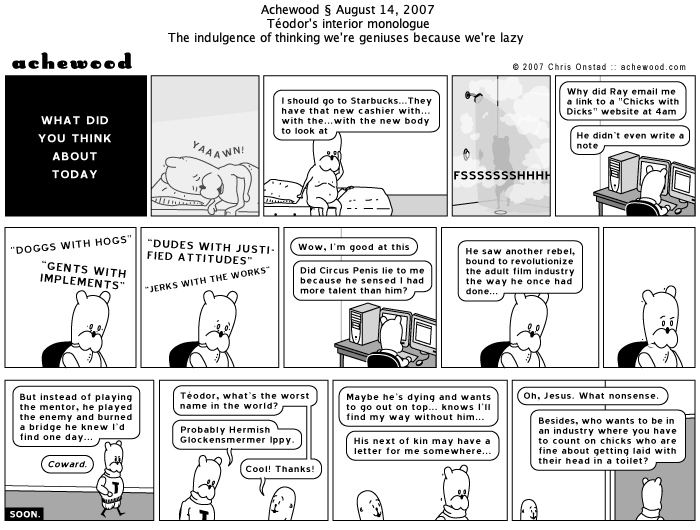 Achewood § August 14, 2007
Téodor's interior monologue
The indulgence of thinking we're geniuses because we're lazy
achewood
© 2007 Chris Onstad :: achewood.com
WHAT DID
YOU THINK
ABOUT
TODAY
YAAAWN!
I should go to Starbucks...They
have that new cashier with...
with the...with the new body
to look at
FSSSSSSSHHHH
Why did Ray email me
a link to a "Chicks with
Dicks" website at 4am
He didn't even write a
note
"DOGGS WITH HOGS"
"GENTS WITH
IMPLEMENTS"
"DUDES WITH JUSTI-
FIED ATTITUDES"
"JERKS WITH THE WORKS"
Wow, I'm good at this
Did Circus Penis lie to me
because he sensed I had
more talent than him?
He saw another rebel,
bound to revolutionize
the adult film industry
the way he once had
done...
But instead of playing
the mentor, he played
the enemy and burned
a bridge he knew I'd
find one day...
Coward.
T
SOON.
Téodor, what's the worst
name in the world?
Probably Hermish
Glockensmermer Ippy.
Cool! Thanks!
T
Maybe he's dying and wants
to go out on top... knows I'll
find my way without him...
His next of kin may have a
letter for me somewhere...
Oh, Jesus. What nonsense.
Besides, who wants to be in
an industry where you have
to count on chicks who are
fine about getting laid with
their head in a toilet?